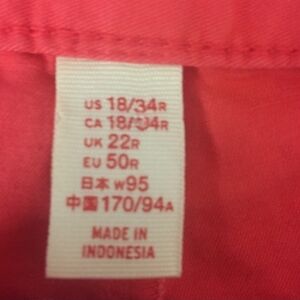 US 18/34R
CA 18/34R
UK 22R
EU 50R
日本 W95
中国 170/94A
MADE IN
INDONESIA